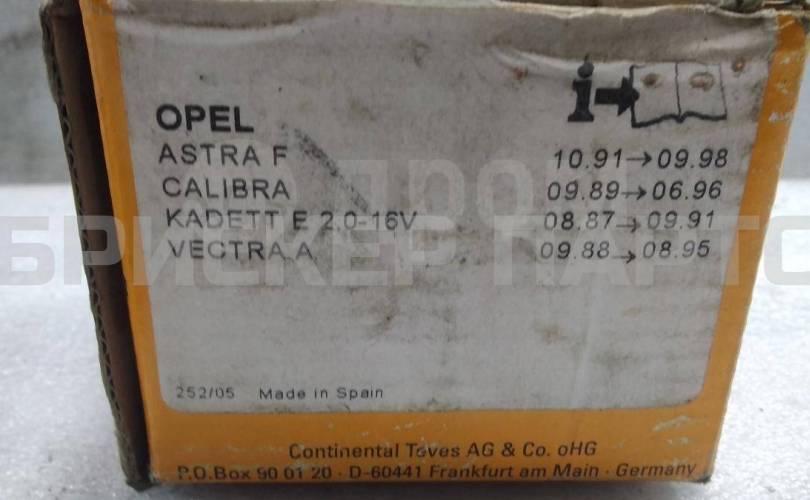 OPEL
ASTRA F 10.91→09.98
CALIBRA 09.89→06.96
KADETT E 2.0-16V 08.87→09.91
VECTRA A 09.88→08.95
252/05 Made in Spain
Continental Teves AG & Co. oHG
P.O.Box 90 01 20 · D-60441 Frankfurt am Main · Germany
БРИСКЕР ПАРТС